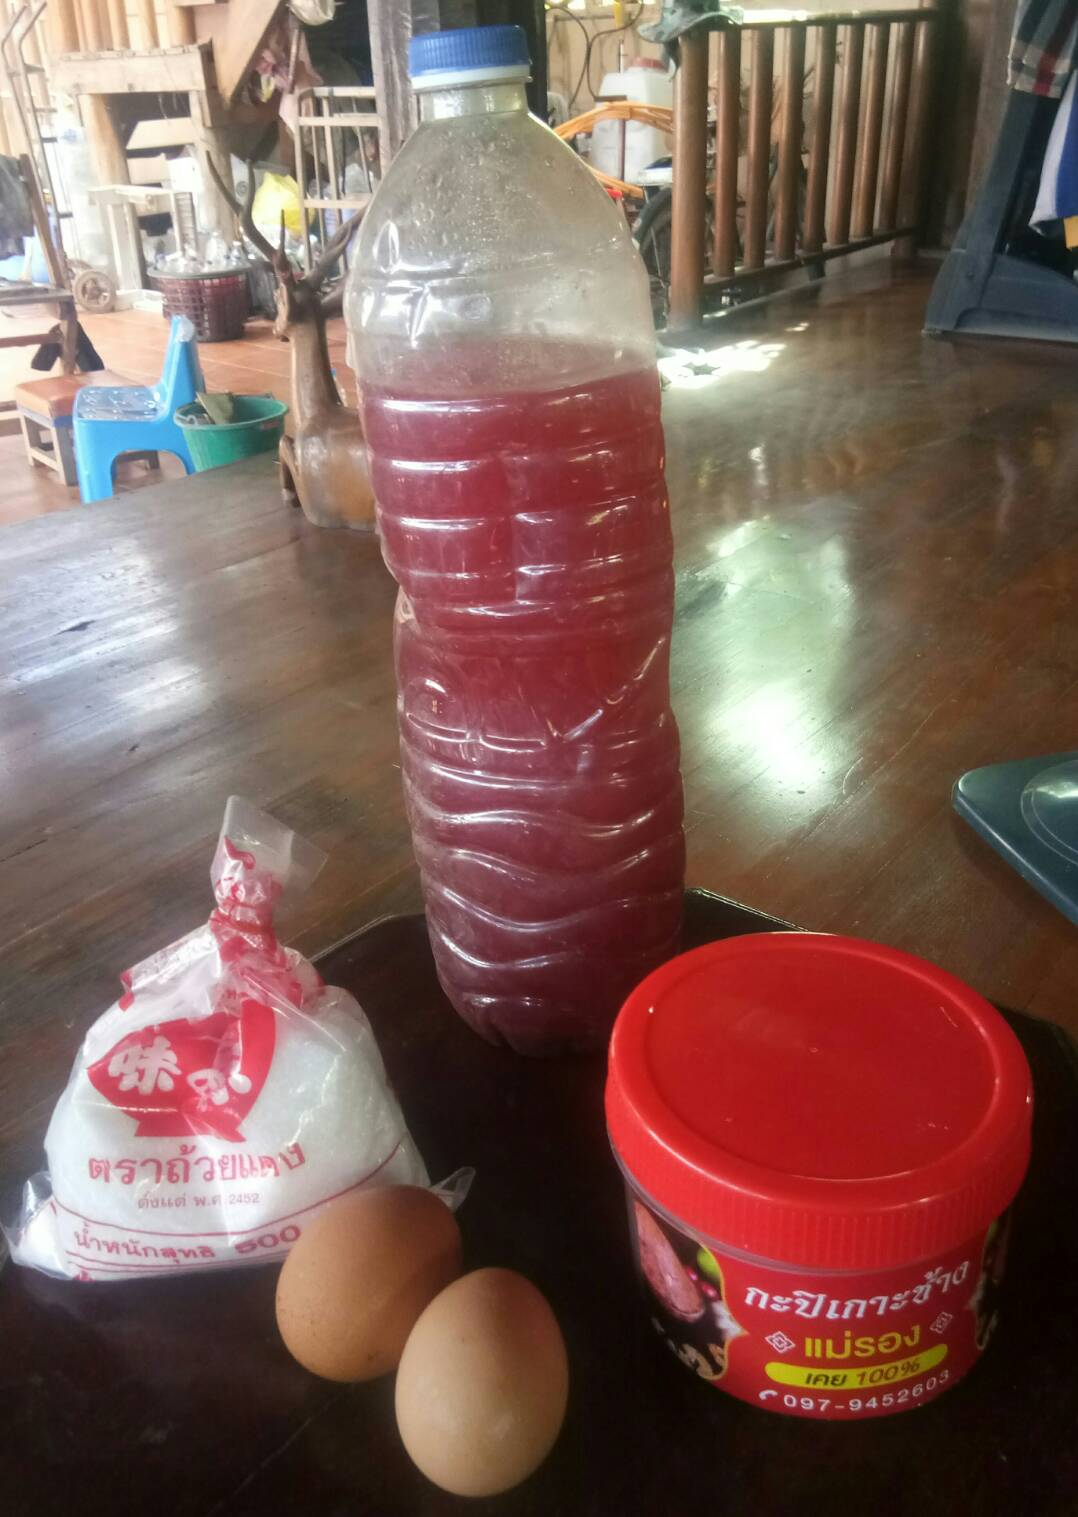 味
ตราถ้วยแดง
ตั้งแต่ พ.ศ. 2452
น้ำหนักสุทธิ 500
กะปิเกาะช้าง
แม่รอง
เคย 100%
097-9452603